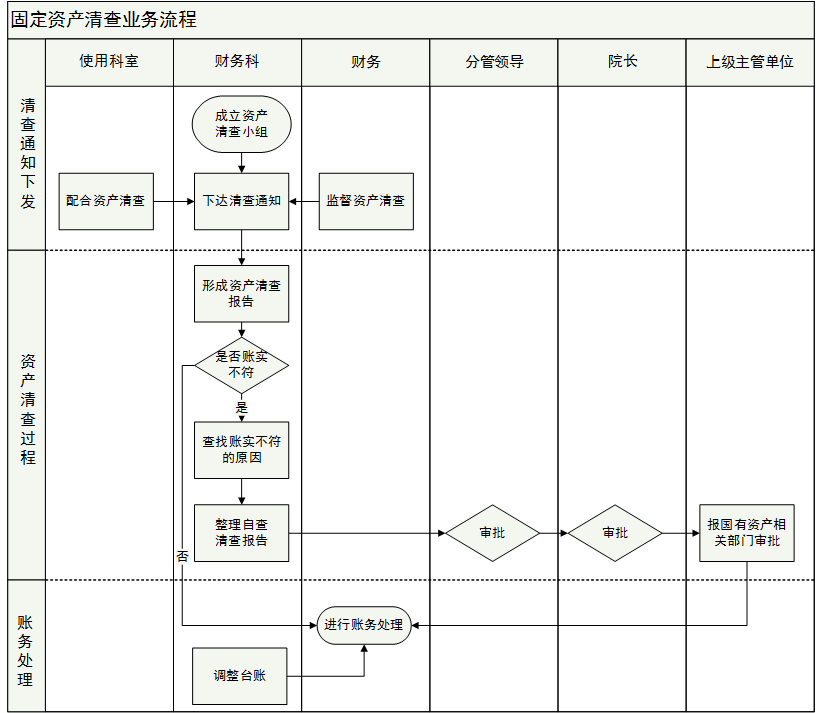 固定资产清查业务流程
使用科室
财务科
财务
分管领导
院长
上级主管单位
清查通知下发
成立资产
清查小组
配合资产清查
下达清查通知
监督资产清查
资产清查过程
形成资产清查
报告
是否账实
不符
是
查找账实不符
的原因
整理自查
清查报告
审批
审批
报国有资产相
关部门审批
否
账务处理
进行账务处理
调整台账